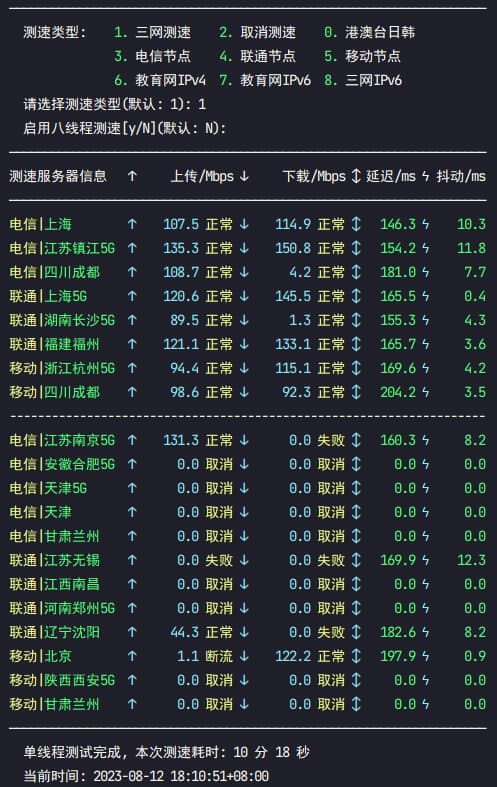 测速类型: 1. 三网测速 2. 取消测速 0. 港澳台日韩
3. 电信节点 4. 联通节点 5. 移动节点
6. 教育网IPv4 7. 教育网IPv6 8. 三网IPv6
请选择测速类型(默认: 1): 1
启用八线程测速[y/N](默认: N):
测速服务器信息 ↑ 上传/Mbps ↓ 下载/Mbps ↕ 延迟/ms ϟ 抖动/ms
电信|上海 ↑ 107.5 正常 ↓ 114.9 正常 ↕ 146.3 ϟ 10.3
电信|江苏镇江5G ↑ 135.3 正常 ↓ 150.8 正常 ↕ 154.2 ϟ 11.8
电信|四川成都 ↑ 108.7 正常 ↓ 4.2 正常 ↕ 181.0 ϟ 7.7
联通|上海5G ↑ 120.6 正常 ↓ 145.5 正常 ↕ 165.5 ϟ 0.4
联通|湖南长沙5G ↑ 89.5 正常 ↓ 1.3 正常 ↕ 155.3 ϟ 4.3
联通|福建福州 ↑ 121.1 正常 ↓ 133.1 正常 ↕ 165.7 ϟ 3.6
移动|浙江杭州5G ↑ 94.4 正常 ↓ 115.1 正常 ↕ 169.6 ϟ 4.2
移动|四川成都 ↑ 98.6 正常 ↓ 92.3 正常 ↕ 204.2 ϟ 3.5
电信|江苏南京5G ↑ 131.3 正常 ↓ 0.0 失败 ↕ 160.3 ϟ 8.2
电信|安徽合肥5G ↑ 0.0 取消 ↓ 0.0 取消 ↕ 0.0 ϟ 0.0
电信|天津5G ↑ 0.0 取消 ↓ 0.0 取消 ↕ 0.0 ϟ 0.0
电信|天津 ↑ 0.0 取消 ↓ 0.0 取消 ↕ 0.0 ϟ 0.0
电信|甘肃兰州 ↑ 0.0 取消 ↓ 0.0 取消 ↕ 0.0 ϟ 0.0
联通|江苏无锡 ↑ 0.0 失败 ↓ 0.0 失败 ↕ 169.9 ϟ 12.3
联通|江西南昌 ↑ 0.0 取消 ↓ 0.0 取消 ↕ 0.0 ϟ 0.0
联通|河南郑州5G ↑ 0.0 取消 ↓ 0.0 取消 ↕ 0.0 ϟ 0.0
联通|辽宁沈阳 ↑ 44.3 正常 ↓ 0.0 失败 ↕ 182.6 ϟ 8.2
移动|北京 ↑ 1.1 断流 ↓ 122.2 正常 ↕ 197.9 ϟ 0.9
移动|陕西西安5G ↑ 0.0 取消 ↓ 0.0 取消 ↕ 0.0 ϟ 0.0
移动|甘肃兰州 ↑ 0.0 取消 ↓ 0.0 取消 ↕ 0.0 ϟ 0.0
单线程测试完成, 本次测速耗时: 10 分 18 秒
当前时间: 2023-08-12 18:10:51+08:00